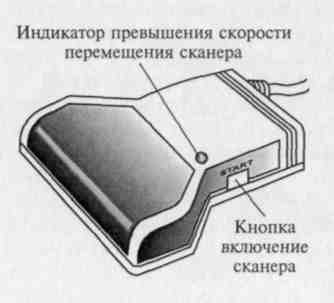 Индикатор превышения скорости
перемещения сканера
START
Кнопка
включение
сканера